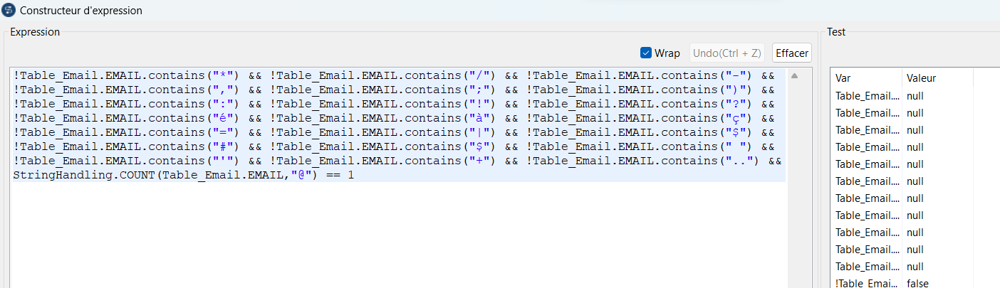 Constructeur d'expression
Expression
Test
Wrap Undo(Ctrl + Z) Effacer
!Table_Email.EMAIL.contains("*") && !Table_Email.EMAIL.contains("/") && !Table_Email.EMAIL.contains("-") &&
!Table_Email.EMAIL.contains(",") && !Table_Email.EMAIL.contains(";") && !Table_Email.EMAIL.contains(")") &&
!Table_Email.EMAIL.contains(":") && !Table_Email.EMAIL.contains("!") && !Table_Email.EMAIL.contains("?") &&
!Table_Email.EMAIL.contains("é") && !Table_Email.EMAIL.contains("à") && !Table_Email.EMAIL.contains("ç") &&
!Table_Email.EMAIL.contains("=") && !Table_Email.EMAIL.contains("|") && !Table_Email.EMAIL.contains("$") &&
!Table_Email.EMAIL.contains("#") && !Table_Email.EMAIL.contains("$") && !Table_Email.EMAIL.contains(" ") &&
!Table_Email.EMAIL.contains("'") && !Table_Email.EMAIL.contains("+") && !Table_Email.EMAIL.contains("..") &&
StringHandling.COUNT(Table_Email.EMAIL,"@") == 1
Var Valeur
Table_Email.... null
Table_Email.... null
Table_Email.... null
Table_Email.... null
Table_Email.... null
Table_Email.... null
Table_Email.... null
Table_Email.... null
Table_Email.... null
Table_Email.... null
Table_Email.... null
!Table_Emai... false